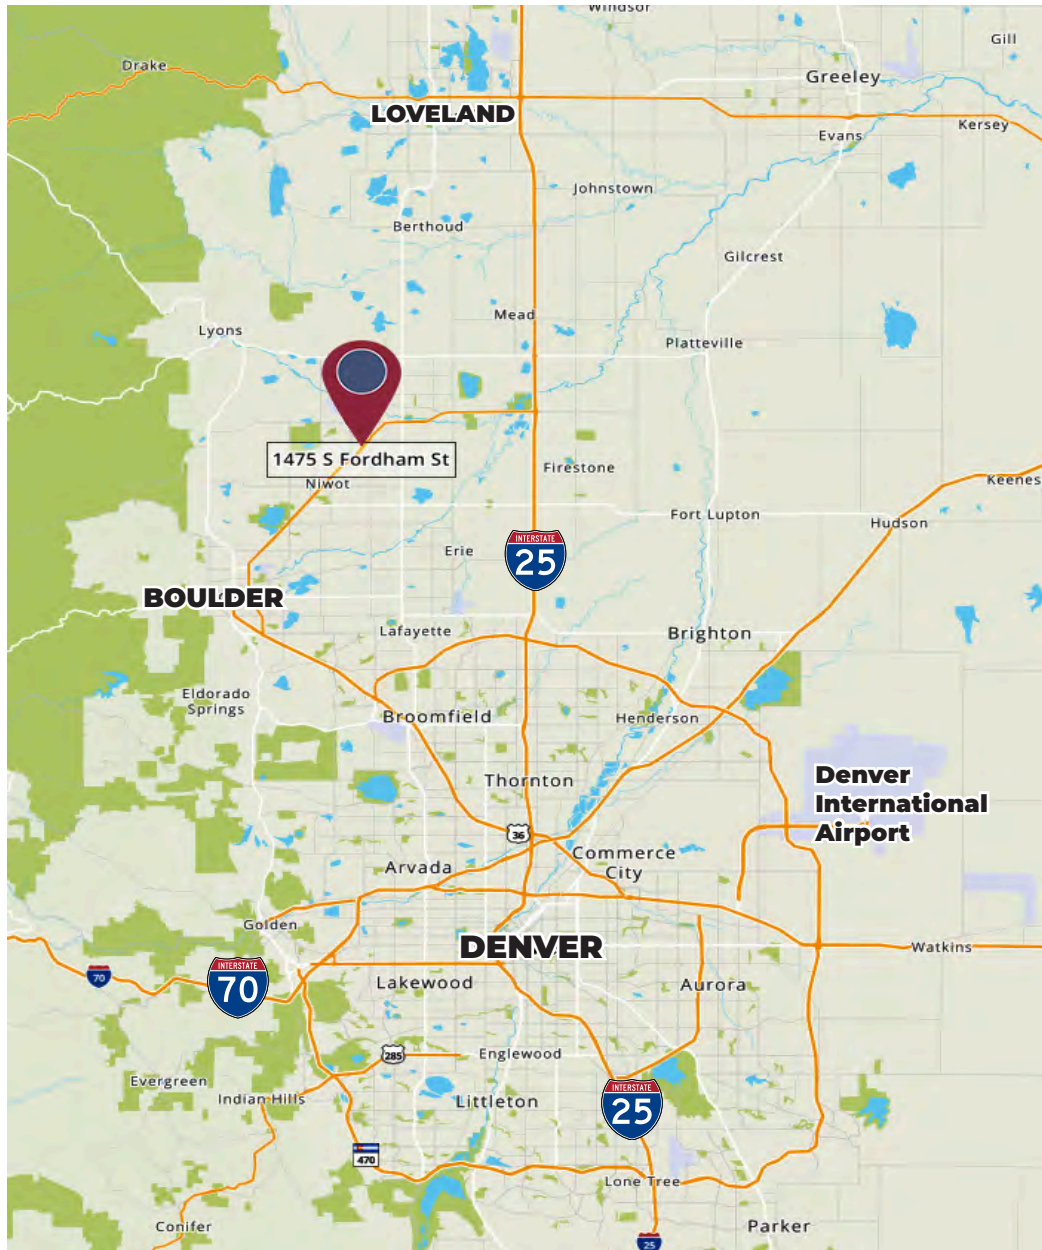 Windsor
Gill
Drake
Greeley
LOVELAND
Evans
Kersey
Johnstown
Berthoud
Gilcrest
Mead
Lyons
Platteville
1475 S Fordham St
Firestone
Niwot
Keenes
Fort Lupton
Hudson
Erie
INTERSTATE
25
BOULDER
Lafayette
Brighton
Eldorado
Springs
Broomfield
Henderson
Thornton
Denver
International
Airport
36
Commerce
City
Arvada
Golden
DENVER
Watkins
70
INTERSTATE
70
Lakewood
Aurora
285
Englewood
Evergreen
Indian Hills
Littleton
INTERSTATE
25
470
Lone Tree
Conifer
Parker
25